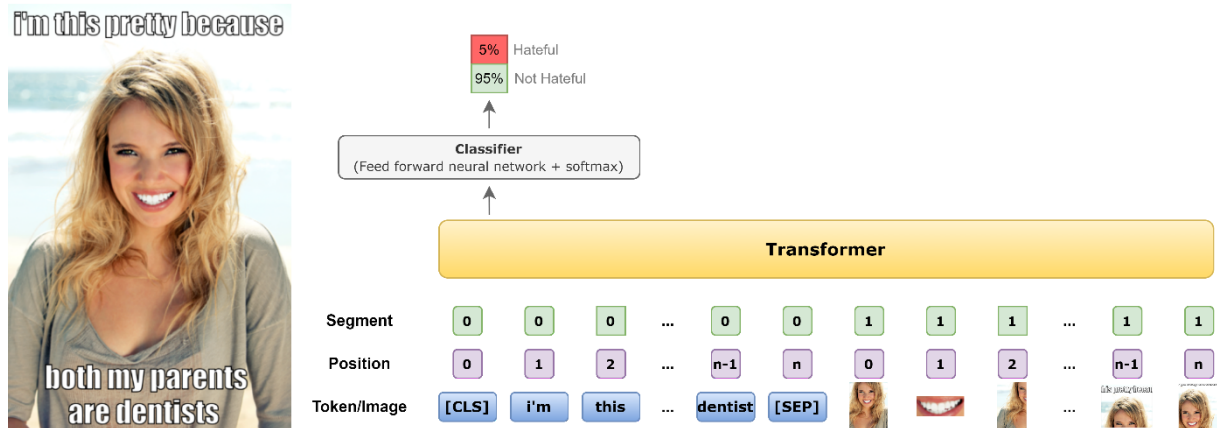 i'm this pretty because
both my parents
are dentists
5% Hateful
95% Not Hateful
Classifier
(Feed forward neural network + softmax)
Transformer
Segment 0 0 0 ... 0 0 1 1 1 ... 1 1
Position 0 1 2 ... n-1 n 0 1 2 ... n-1 n
Token/Image [CLS] i'm this ... dentist [SEP] ...